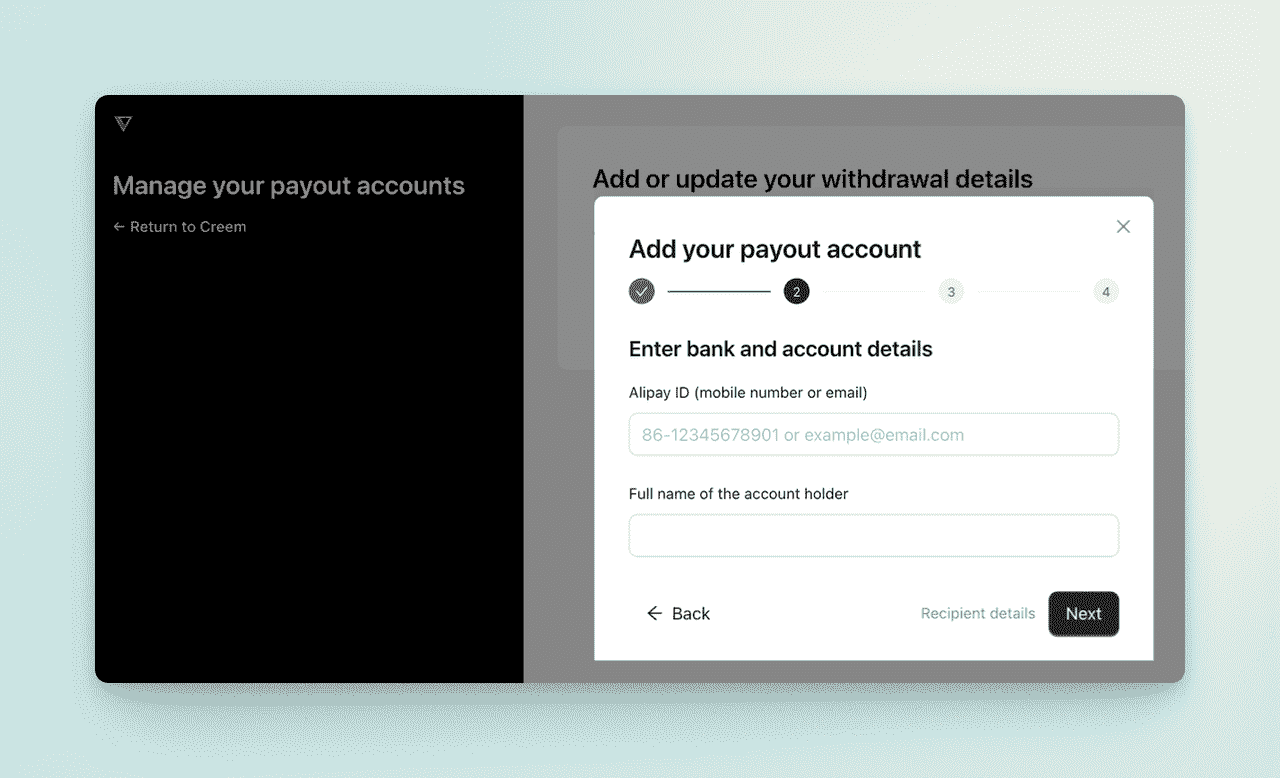 Manage your payout accounts
← Return to Creem
Add or update your withdrawal details
Add your payout account
2
3
4
Enter bank and account details
Alipay ID (mobile number or email)
86-12345678901 or example@email.com
Full name of the account holder
← Back
Recipient details
Next